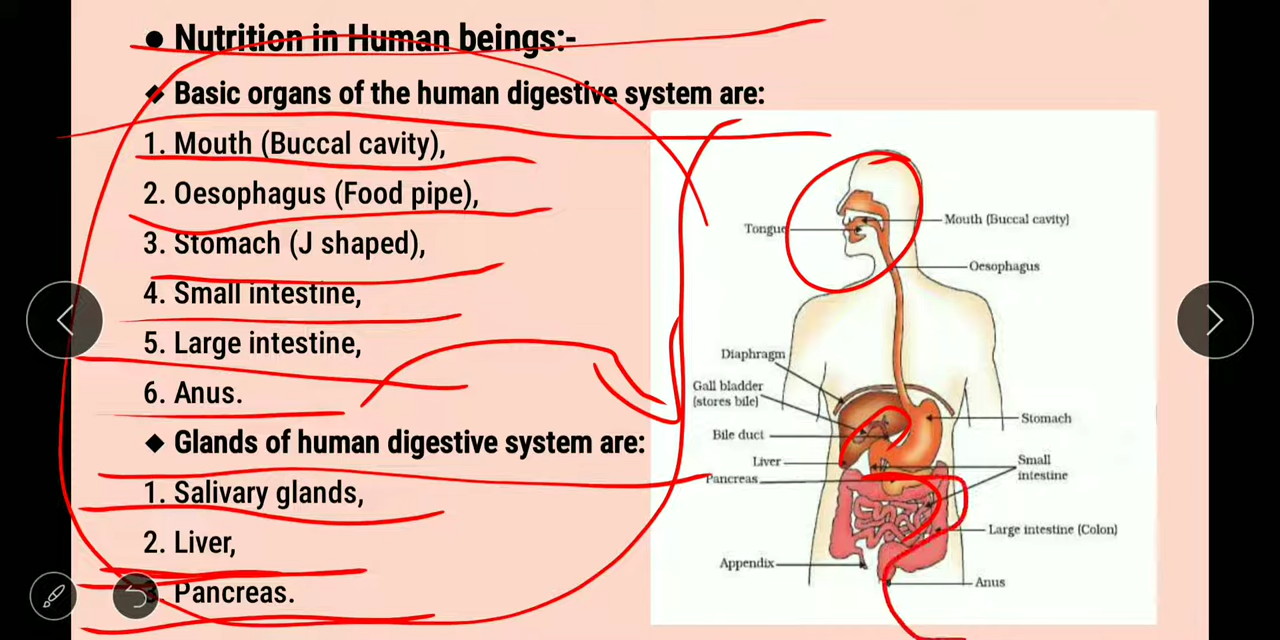 ● Nutrition in Human beings:-
◆ Basic organs of the human digestive system are:
1. Mouth (Buccal cavity),
2. Oesophagus (Food pipe),
3. Stomach (J shaped),
4. Small intestine,
5. Large intestine,
6. Anus.
◆ Glands of human digestive system are:
1. Salivary glands,
2. Liver,
3. Pancreas.
Tongue
Mouth (Buccal cavity)
Oesophagus
Diaphragm
Gall bladder
(stores bile)
Stomach
Bile duct
Liver
Small
intestine
Pancreas
Large intestine (Colon)
Appendix
Anus